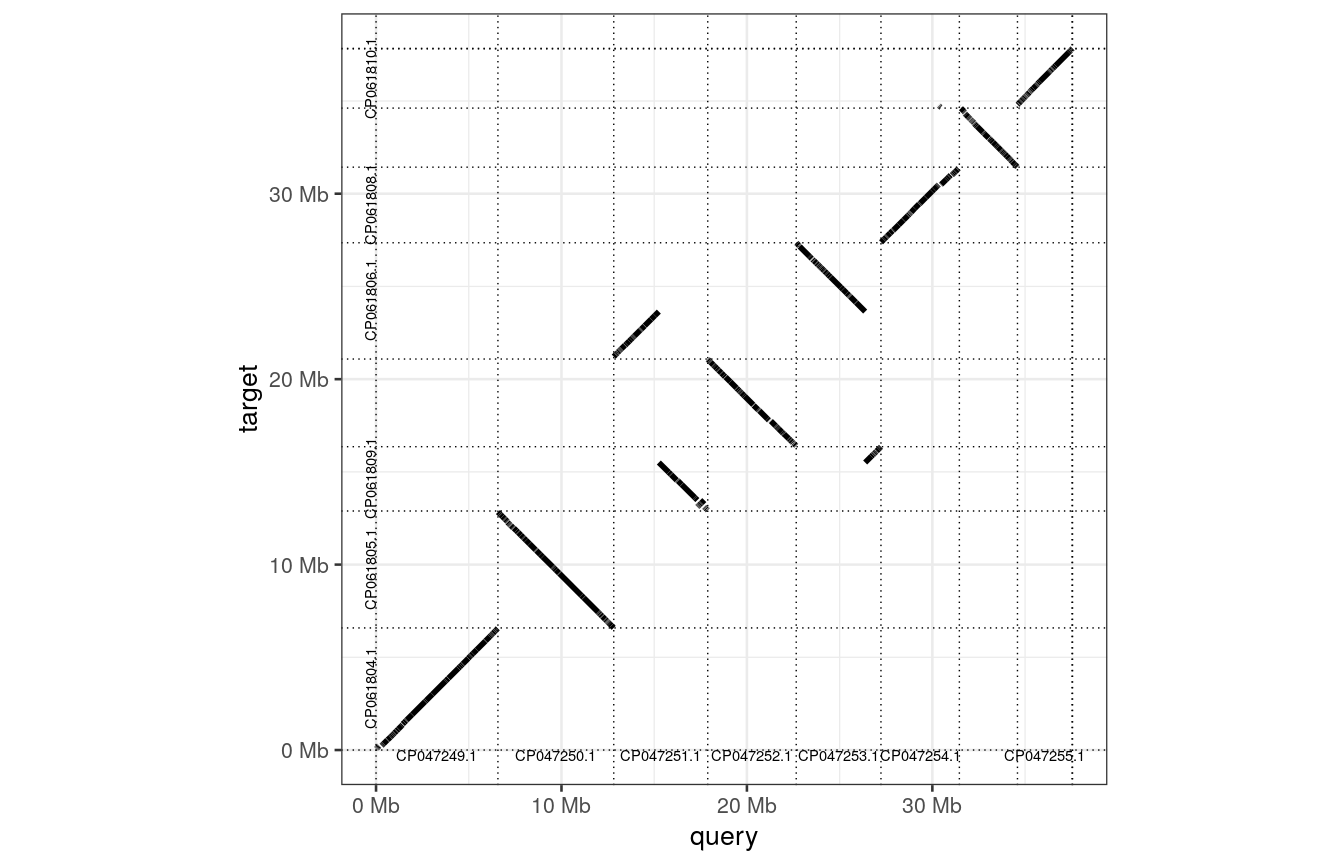 CP061810.1
CP061808.1
CP061806.1
CP061809.1
CP061805.1
CP061804.1
30 Mb
20 Mb
10 Mb
0 Mb
target
CP047249.1
CP047250.1
CP047251.1
CP047252.1
CP047253.1
CP047254.1
CP047255.1
0 Mb
10 Mb
20 Mb
30 Mb
query